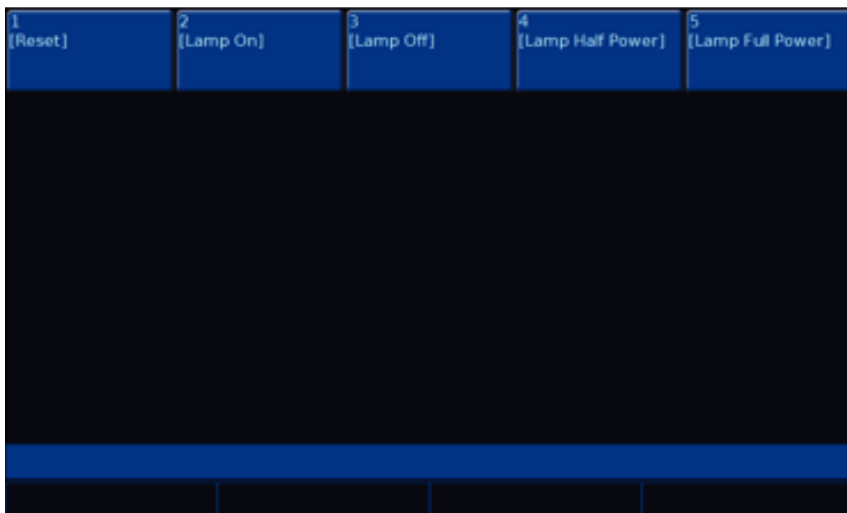 1
[Reset]
2
[Lamp On]
3
[Lamp Off]
4
[Lamp Half Power]
5
[Lamp Full Power]